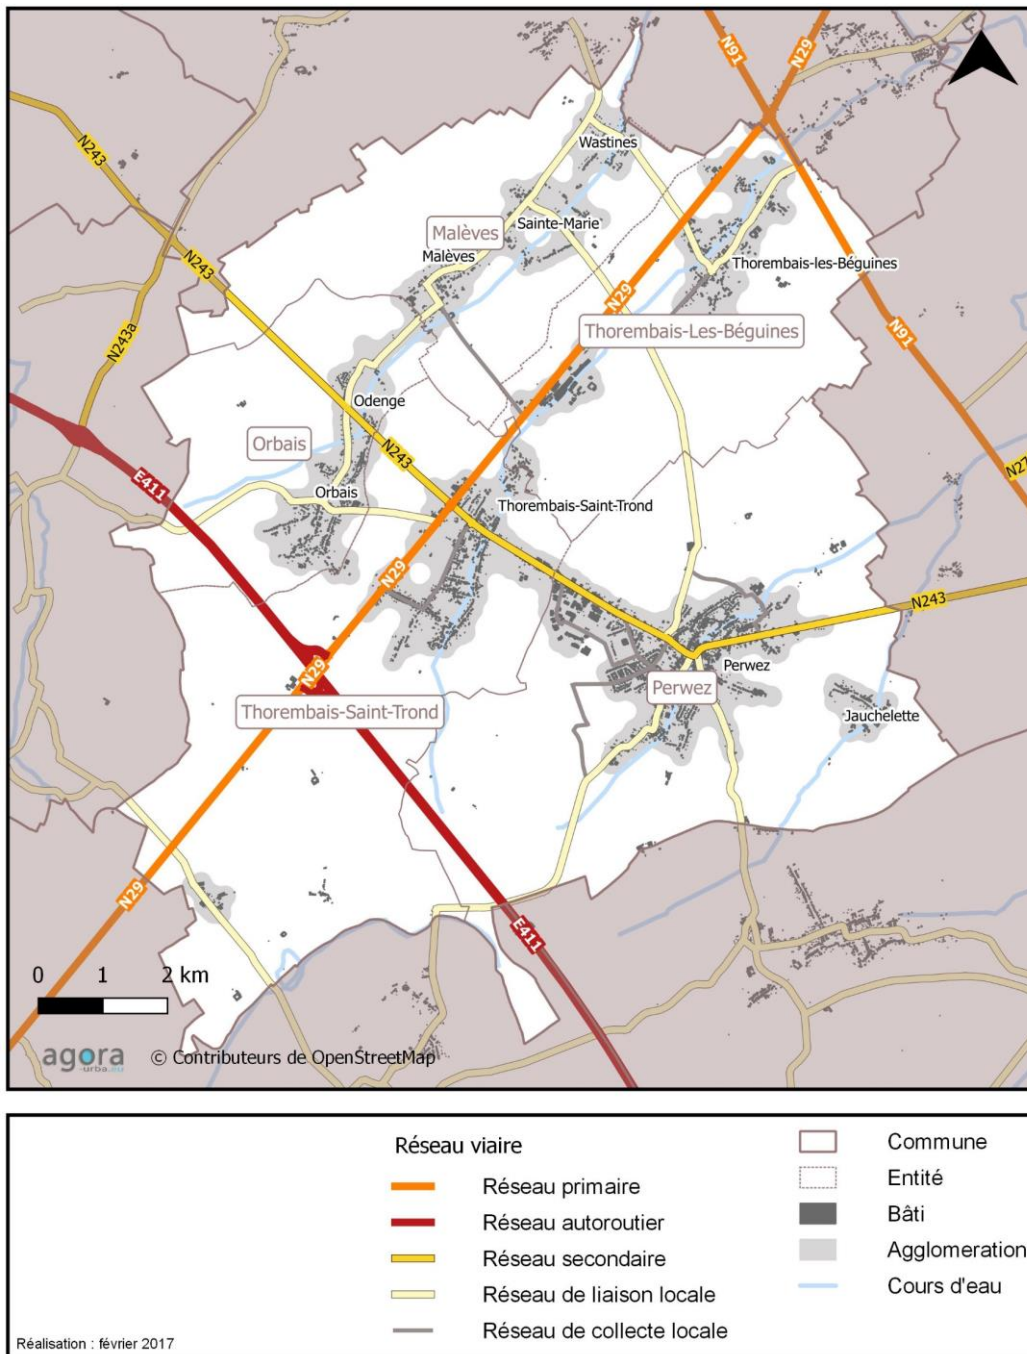 N91
N29
N243
Wastines
Sainte-Marie
Malèves
Malèves
Thorembais-les-Béguines
N243
N29
N243a
Thorembais-Les-Béguines
N91
Odenge
Orbais
N243
N27
E411
Orbais
Thorembais-Saint-Trond
N29
N243
Perwez
N29
Perwez
Thorembais-Saint-Trond
Jauchelette
N29
E411
0 1 2 km
agora
-urba.eu
© Contributeurs de OpenStreetMap
Réseau viaire
Réseau primaire
Réseau autoroutier
Réseau secondaire
Réseau de liaison locale
Réseau de collecte locale
Commune
Entité
Bâti
Agglomeration
Cours d'eau
Réalisation : février 2017